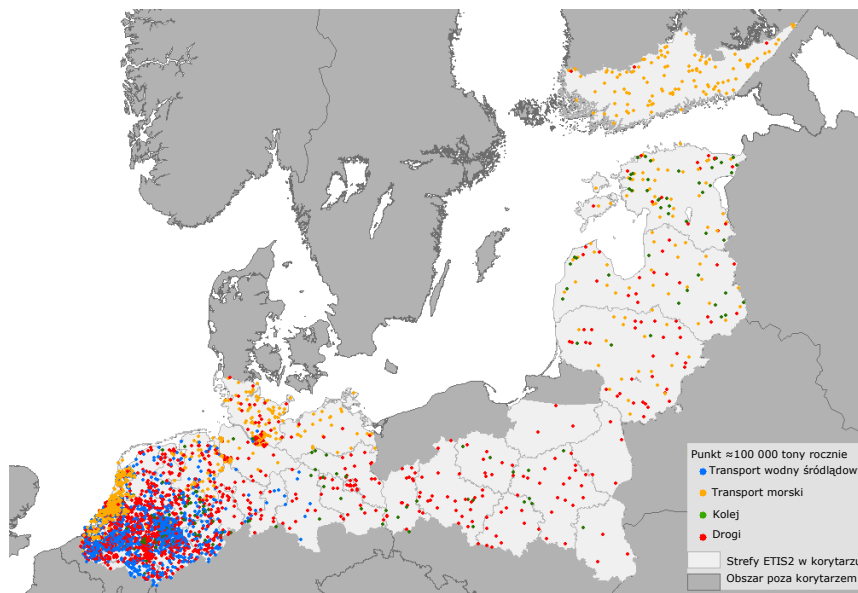 Punkt ≈100 000 tony rocznie
Transport wodny śródlądow
Transport morski
Kolej
Drogi
Strefy ETIS2 w korytarzu
Obszar poza korytarzem